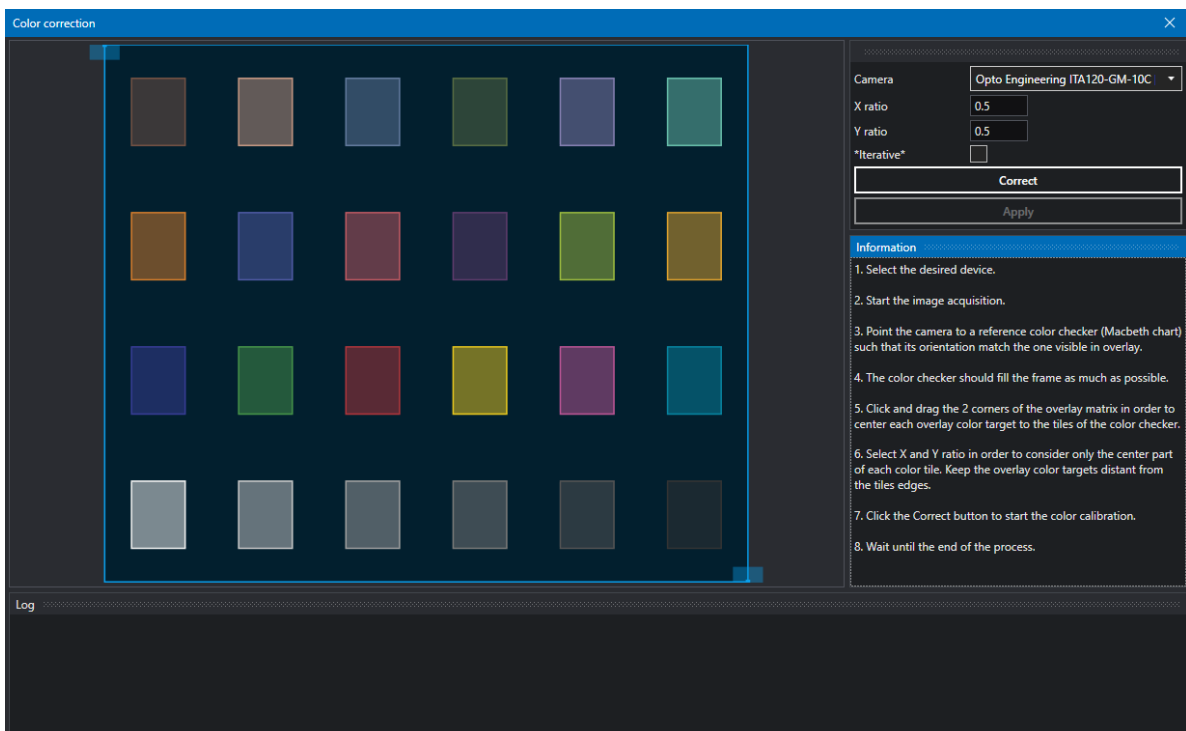 Color correction
Camera
Opto Engineering ITA120-GM-10C
X ratio
0.5
Y ratio
0.5
*Iterative*
Correct
Apply
Information
1. Select the desired device.
2. Start the image acquisition.
3. Point the camera to a reference color checker (Macbeth chart)
such that its orientation match the one visible in overlay.
4. The color checker should fill the frame as much as possible.
5. Click and drag the 2 corners of the overlay matrix in order to
center each overlay color target to the tiles of the color checker.
6. Select X and Y ratio in order to consider only the center part
of each color tile. Keep the overlay color targets distant from
the tiles edges.
7. Click the Correct button to start the color calibration.
8. Wait until the end of the process.
Log